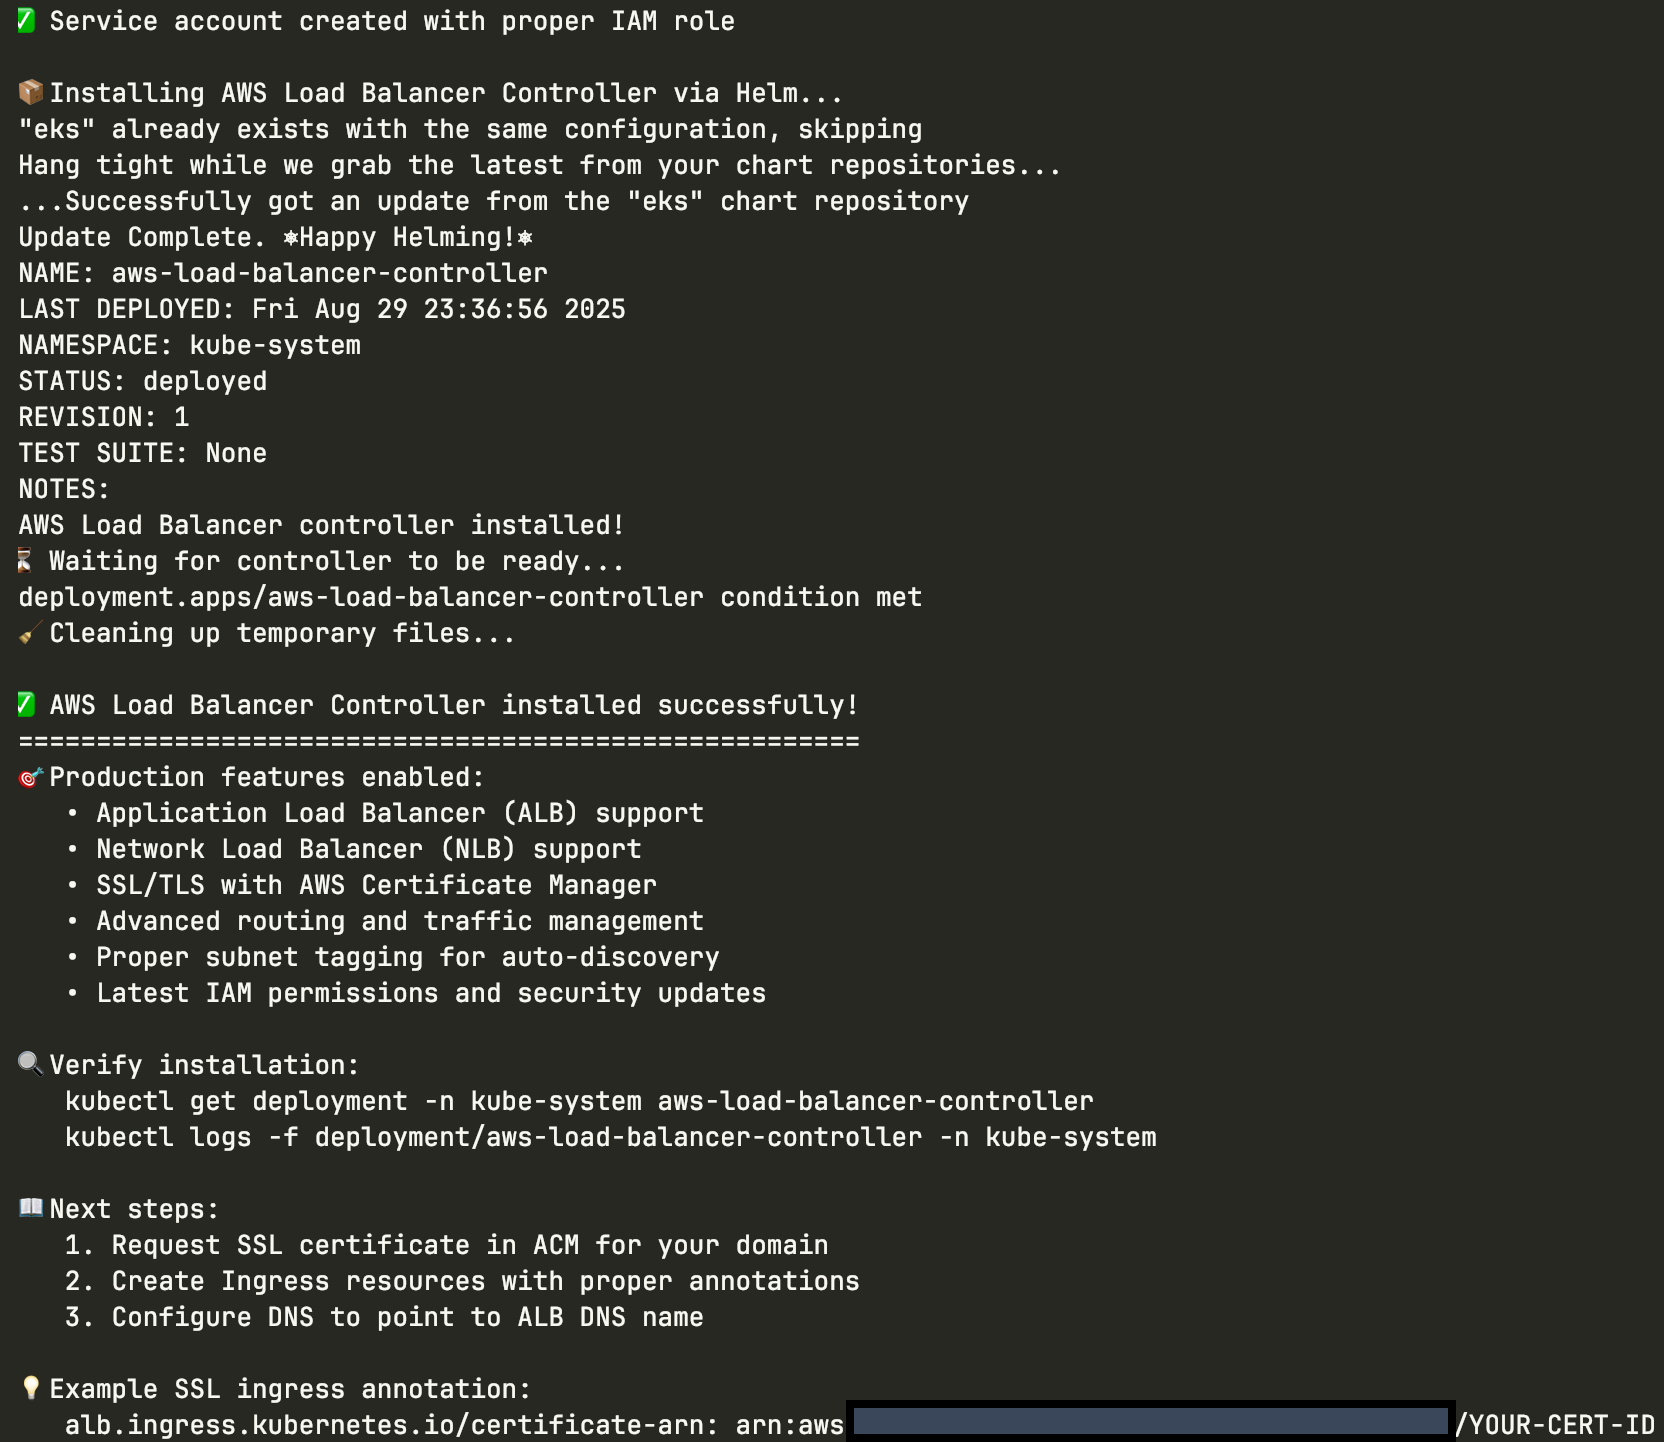 ✅ Service account created with proper IAM role
📦 Installing AWS Load Balancer Controller via Helm...
"eks" already exists with the same configuration, skipping
Hang tight while we grab the latest from your chart repositories...
...Successfully got an update from the "eks" chart repository
Update Complete. ⎈Happy Helming!⎈
NAME: aws-load-balancer-controller
LAST DEPLOYED: Fri Aug 29 23:36:56 2025
NAMESPACE: kube-system
STATUS: deployed
REVISION: 1
TEST SUITE: None
NOTES:
AWS Load Balancer controller installed!
⏳ Waiting for controller to be ready...
deployment.apps/aws-load-balancer-controller condition met
🧹 Cleaning up temporary files...
✅ AWS Load Balancer Controller installed successfully!
======================================================
🎯 Production features enabled:
• Application Load Balancer (ALB) support
• Network Load Balancer (NLB) support
• SSL/TLS with AWS Certificate Manager
• Advanced routing and traffic management
• Proper subnet tagging for auto-discovery
• Latest IAM permissions and security updates
🔍 Verify installation:
kubectl get deployment -n kube-system aws-load-balancer-controller
kubectl logs -f deployment/aws-load-balancer-controller -n kube-system
📖 Next steps:
1. Request SSL certificate in ACM for your domain
2. Create Ingress resources with proper annotations
3. Configure DNS to point to ALB DNS name
💡 Example SSL ingress annotation:
alb.ingress.kubernetes.io/certificate-arn: arn:aws /YOUR-CERT-ID